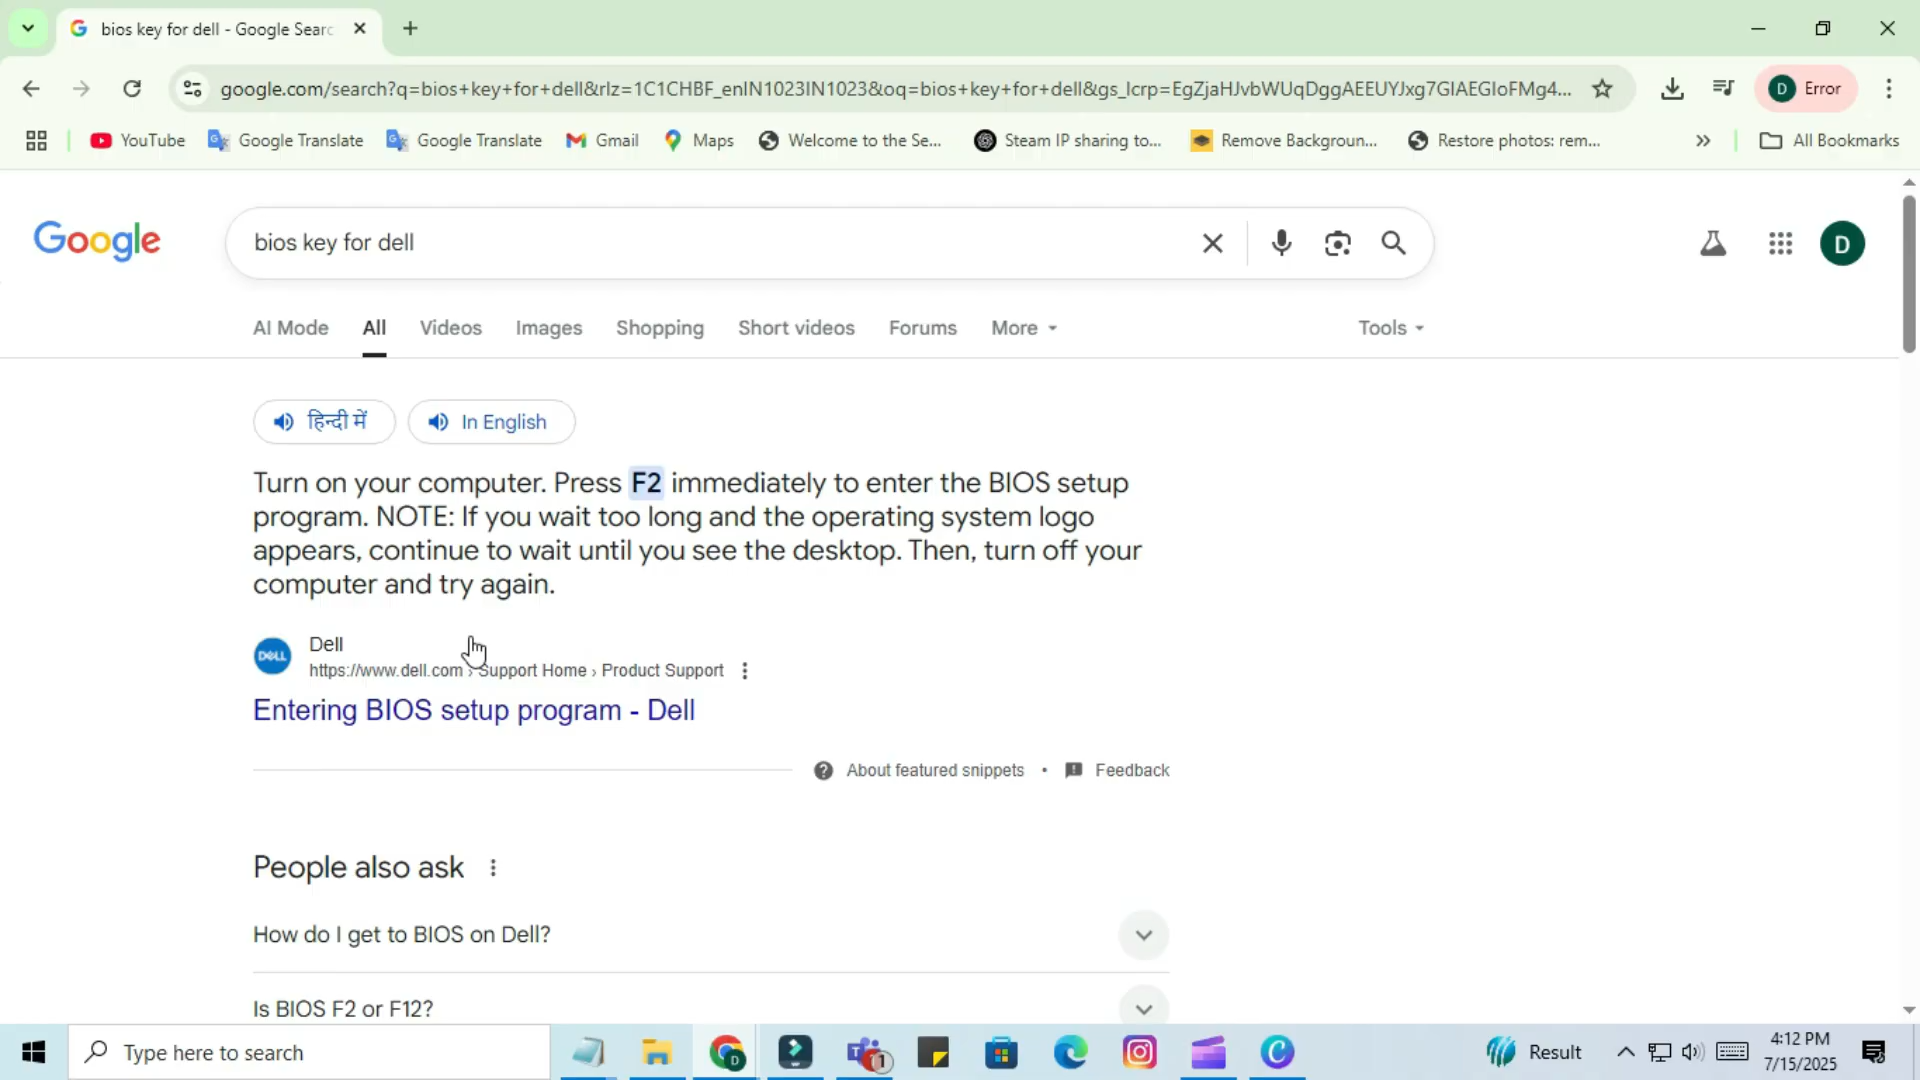 bios key for dell - Google Searc
google.com/search?q=bios+key+for+dell&rlz=1C1CHBF_enIN1023IN1023&oq=bios+key+for+dell&gs_lcrp=EgZjaHJvbWUqDggAEEUYJxg7GIAEGIoFMg4...
D Error
YouTube Google Translate Google Translate Gmail Maps Welcome to the Se... Steam IP sharing to... Remove Backgroun... Restore photos: rem... » All Bookmarks
Google bios key for dell D
AI Mode All Videos Images Shopping Short videos Forums More Tools
हिन्दी में In English
Turn on your computer. Press F2 immediately to enter the BIOS setup
program. NOTE: If you wait too long and the operating system logo
appears, continue to wait until you see the desktop. Then, turn off your
computer and try again.
DELL Dell
https://www.dell.com › Support Home › Product Support
Entering BIOS setup program - Dell
About featured snippets • Feedback
People also ask
How do I get to BIOS on Dell?
Is BIOS F2 or F12?
Type here to search D 1 Result 4:12 PM
7/15/2025